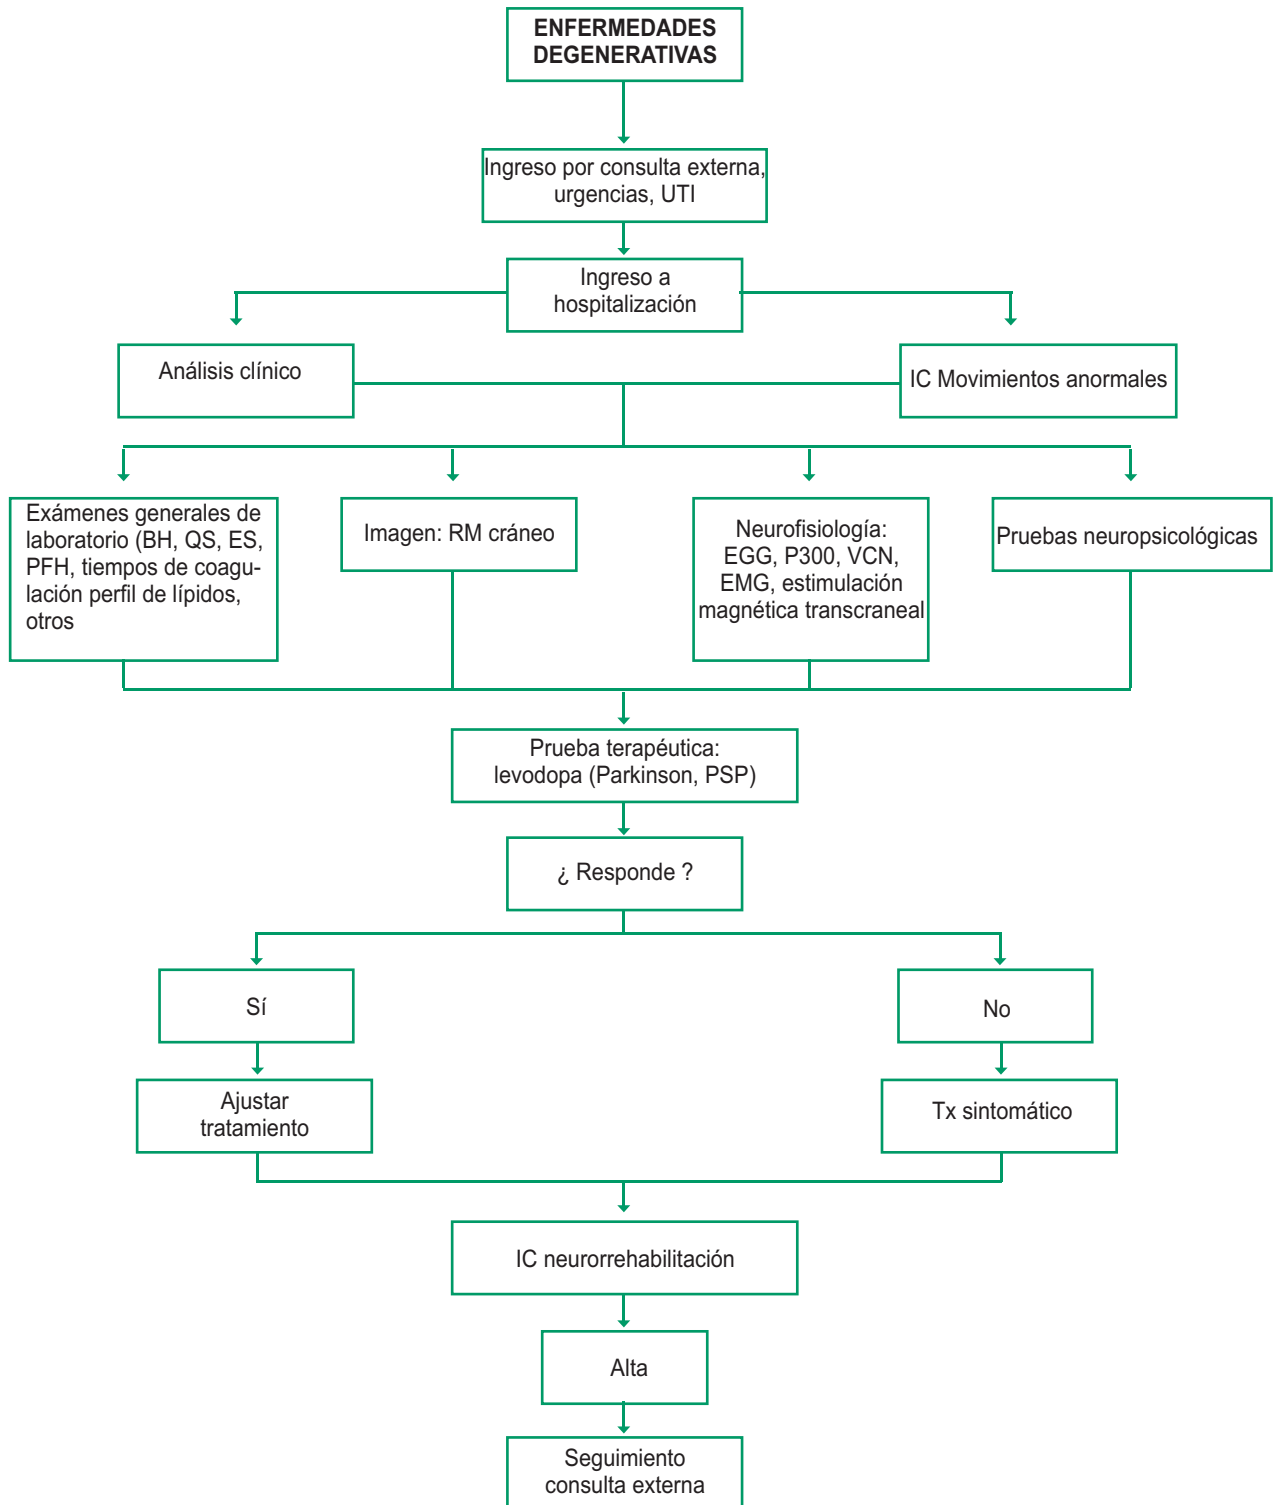 ENFERMEDADES
DEGENERATIVAS
Ingreso por consulta externa,
urgencias, UTI
Ingreso a
hospitalización
Análisis clínico
IC Movimientos anormales
Exámenes generales de
laboratorio (BH, QS, ES,
PFH, tiempos de coagu-
lación perfil de lípidos,
otros
Imagen: RM cráneo
Neurofisiología:
EGG, P300, VCN,
EMG, estimulación
magnética transcraneal
Pruebas neuropsicológicas
Prueba terapéutica:
levodopa (Parkinson, PSP)
¿ Responde ?
Sí
No
Ajustar
tratamiento
Tx sintomático
IC neurorrehabilitación
Alta
Seguimiento
consulta externa